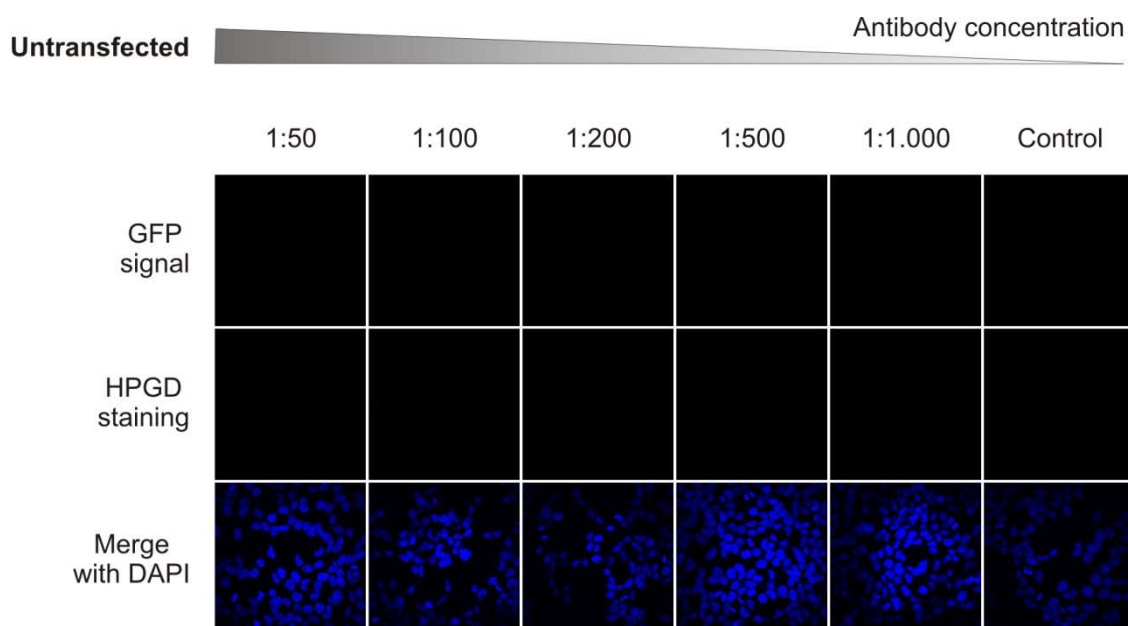 Antibody concentration
Untransfected
1:50 1:100 1:200 1:500 1:1.000 Control
GFP
signal
HPGD
staining
Merge
with DAPI